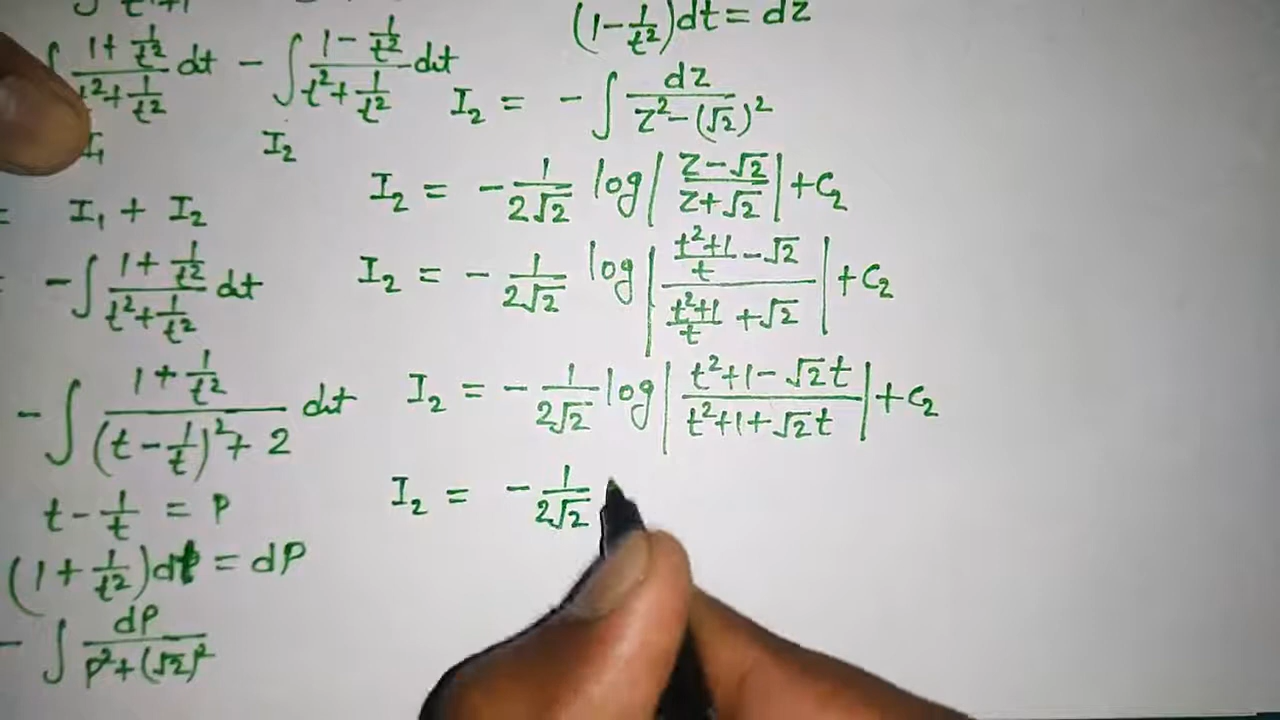 ∫ (1 + 1/t²)/(t² + 1/t²) dt − ∫ (1 − 1/t²)/(t² + 1/t²) dt
I₁ I₂
= I₁ + I₂
= −∫ (1 + 1/t²)/(t² + 1/t²) dt
−∫ (1 + 1/t²)/((t − 1/t)² + 2) dt
t − 1/t = P
(1 + 1/t²)dt = dP
− ∫ dP/(P² + (√2)²)
(1 − 1/t²)dt = dz
I₂ = − ∫ dz/(z² − (√2)²)
I₂ = − 1/(2√2) log| (z − √2)/(z + √2) | + C₂
I₂ = − 1/(2√2) log| ((t²+1)/t − √2)/((t²+1)/t + √2) | + C₂
I₂ = − 1/(2√2) log| (t²+1−√2t)/(t²+1+√2t) | + C₂
I₂ = − 1/(2√2)